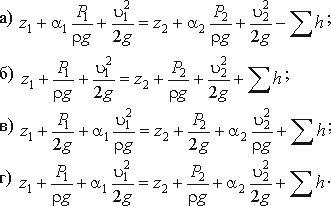 а) z₁ + α₁ P₁/ρg + υ₁²/2g = z₂ + α₂ P₂/ρg + υ₂²/2g − ∑h;
б) z₁ + P₁/ρg + υ₁²/2g = z₂ + P₂/ρg + υ₂²/2g + ∑h;
в) z₁ + P₁/2g + α₁ υ₁²/ρg = z₂ + P₂/2g + α₂ υ₂²/ρg + ∑h;
г) z₁ + P₁/ρg + α₁ υ₁²/2g = z₂ + P₂/ρg + α₂ υ₂²/2g + ∑h.